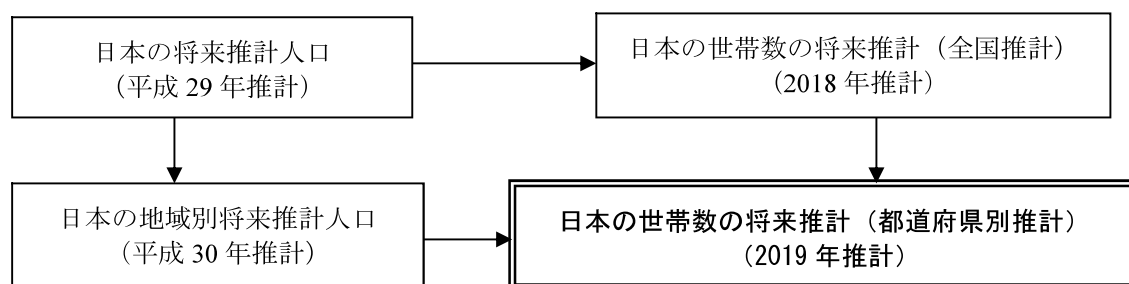 日本の将来推計人口
（平成 29 年推計）
日本の世帯数の将来推計（全国推計）
（2018 年推計）
日本の地域別将来推計人口
（平成 30 年推計）
日本の世帯数の将来推計（都道府県別推計）
（2019 年推計）